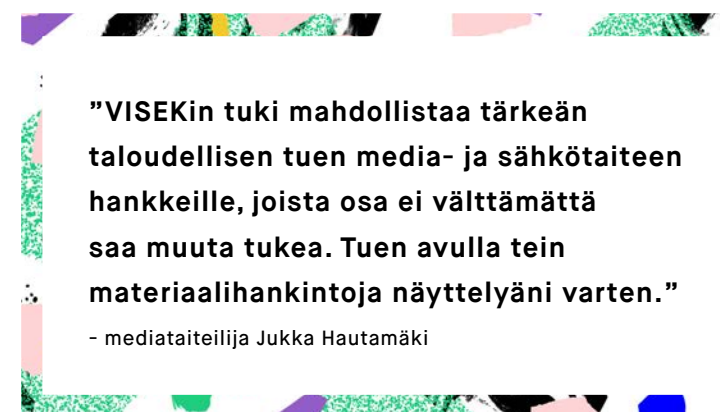 ”VISEKin tuki mahdollistaa tärkeän
taloudellisen tuen media- ja sähkötaiteen
hankkeille, joista osa ei välttämättä
saa muuta tukea. Tuen avulla tein
materiaalihankintoja näyttelyäni varten.”
- mediataiteilija Jukka Hautamäki